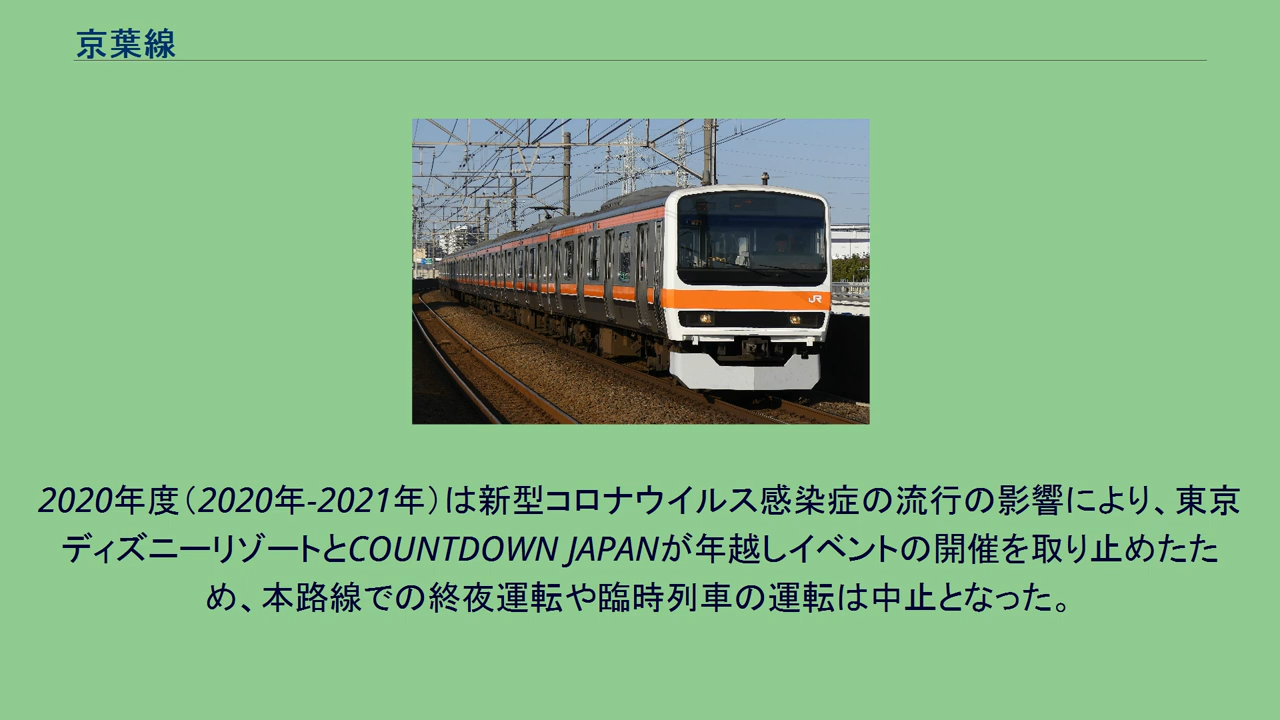 京葉線
JR
2020年度（2020年-2021年）は新型コロナウイルス感染症の流行の影響により、東京
ディズニーリゾートとCOUNTDOWN JAPANが年越しイベントの開催を取り止めたた
め、本路線での終夜運転や臨時列車の運転は中止となった。